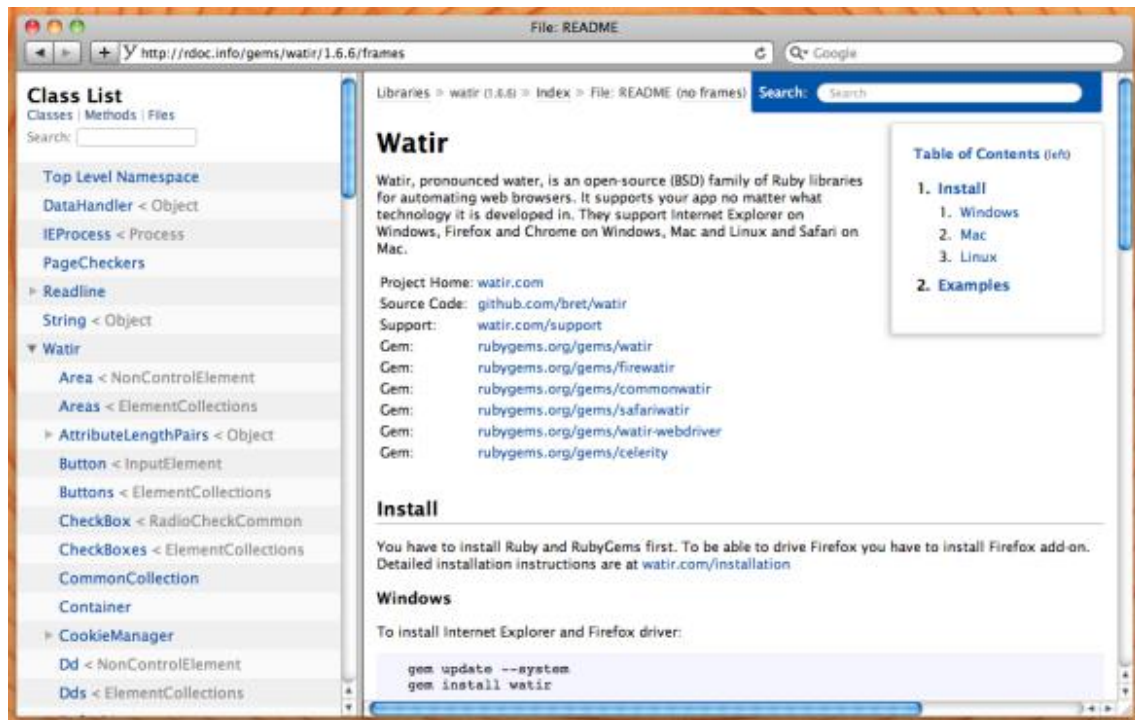 File: README
http://rdoc.info/gems/watir/1.6.6/frames
Google
Class List
Classes | Methods | Files
Search:
Top Level Namespace
DataHandler < Object
IEProcess < Process
PageCheckers
Readline
String < Object
Watir
Area < NonControlElement
Areas < ElementCollections
AttributeLengthPairs < Object
Button < InputElement
Buttons < ElementCollections
CheckBox < RadioCheckCommon
CheckBoxes < ElementCollections
CommonCollection
Container
CookieManager
Dd < NonControlElement
Dds < ElementCollections
Libraries » watir (1.6.6) » Index » File: README (no frames)
Search: Search
Watir
Watir, pronounced water, is an open-source (BSD) family of Ruby libraries
for automating web browsers. It supports your app no matter what
technology it is developed in. They support Internet Explorer on
Windows, Firefox and Chrome on Windows, Mac and Linux and Safari on
Mac.
Project Home: watir.com
Source Code: github.com/bret/watir
Support: watir.com/support
Gem: rubygems.org/gems/watir
Gem: rubygems.org/gems/firewatir
Gem: rubygems.org/gems/commonwatir
Gem: rubygems.org/gems/safariwatir
Gem: rubygems.org/gems/watir-webdriver
Gem: rubygems.org/gems/celerity
Table of Contents (left)
1. Install
1. Windows
2. Mac
3. Linux
2. Examples
Install
You have to install Ruby and RubyGems first. To be able to drive Firefox you have to install Firefox add-on.
Detailed installation instructions are at watir.com/installation
Windows
To install Internet Explorer and Firefox driver:
gem update --system
gem install watir